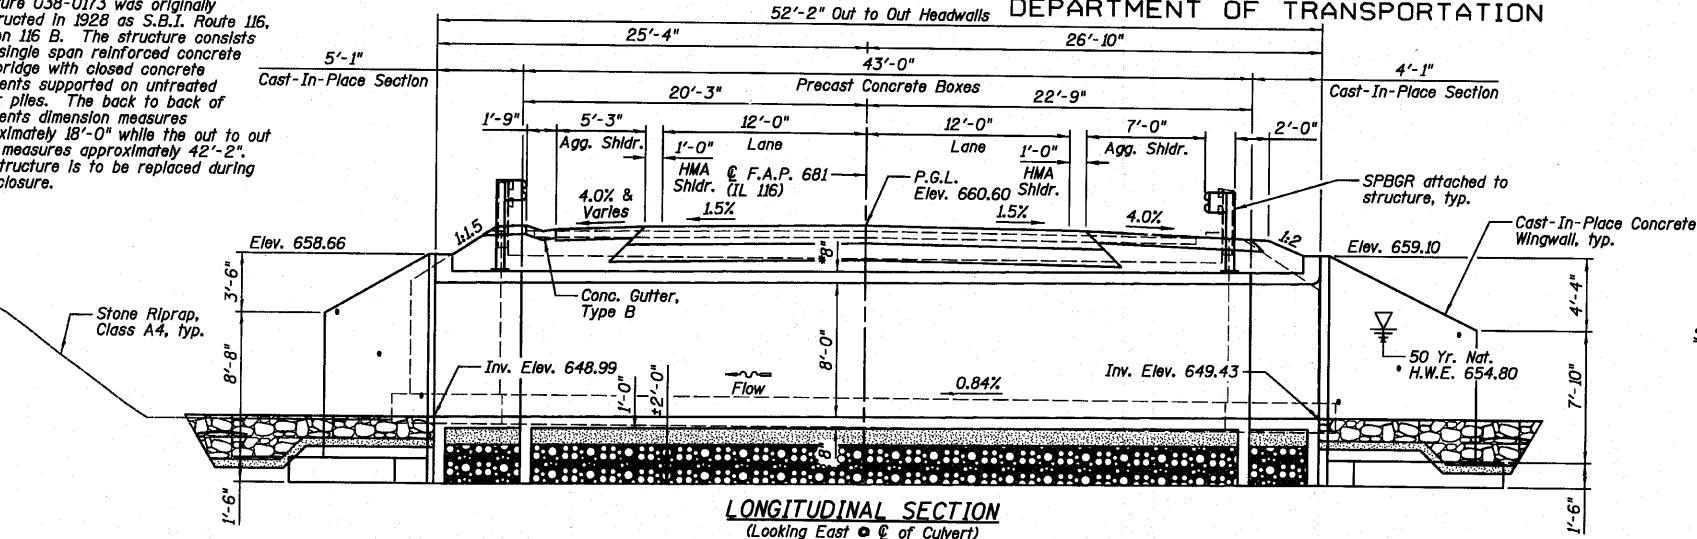 ure 038-0173 was originally
ructed in 1928 as S.B.I. Route 116,
on 116 B. The structure consists
single span reinforced concrete
bridge with closed concrete
ents supported on untreated
r piles. The back to back of
ents dimension measures
oximately 18'-0" while the out to out
measures approximately 42'-2".
tructure is to be replaced during
closure.
DEPARTMENT OF TRANSPORTATION
52'-2" Out to Out Headwalls
25'-4"
26'-10"
5'-1"
Cast-In-Place Section
43'-0"
Precast Concrete Boxes
4'-1"
Cast-In-Place Section
20'-3"
22'-9"
1'-9"
5'-3"
Agg. Shldr.
12'-0"
Lane
12'-0"
Lane
7'-0"
Agg. Shldr.
2'-0"
1'-0"
HMA
Shldr.
℄ F.A.P. 681
(IL 116)
P.G.L.
Elev. 660.60
1'-0"
HMA
Shldr.
SPBGR attached to
structure, typ.
4.0% &
Varies
1.5%
1.5%
4.0%
Cast-In-Place Concrete
Wingwall, typ.
Elev. 658.66
1:1.5
1:2
Elev. 659.10
3'-6"
Conc. Gutter,
Type B
4'-4"
Stone Riprap,
Class A4, typ.
8'-8"
8'-0"
50 Yr. Nat.
H.W.E. 654.80
Inv. Elev. 648.99
Flow
0.84%
Inv. Elev. 649.43
1'-0"
±2'-0"
7'-10"
8"
1'-6"
1'-6"
LONGITUDINAL SECTION
(Looking East @ ℄ of Culvert)